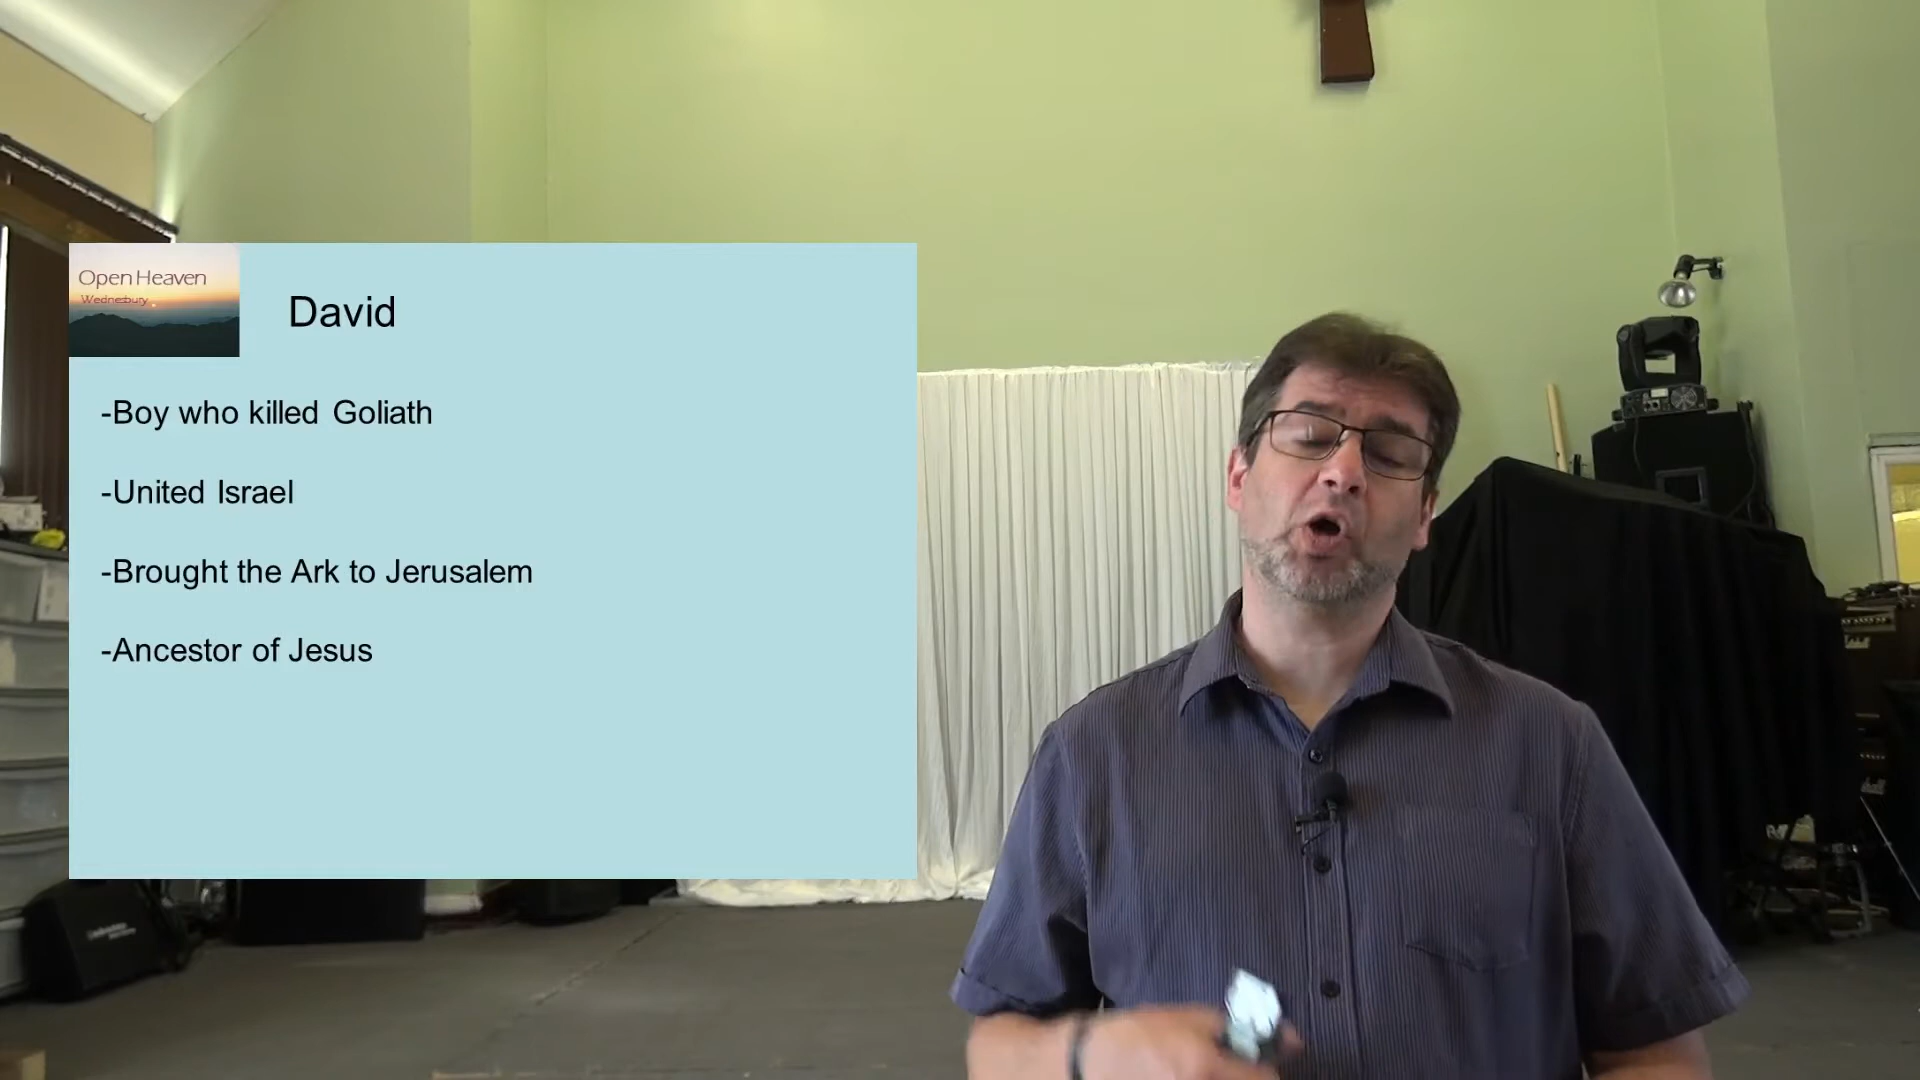 Open Heaven
Wednesbury
David
-Boy who killed Goliath
-United Israel
-Brought the Ark to Jerusalem
-Ancestor of Jesus